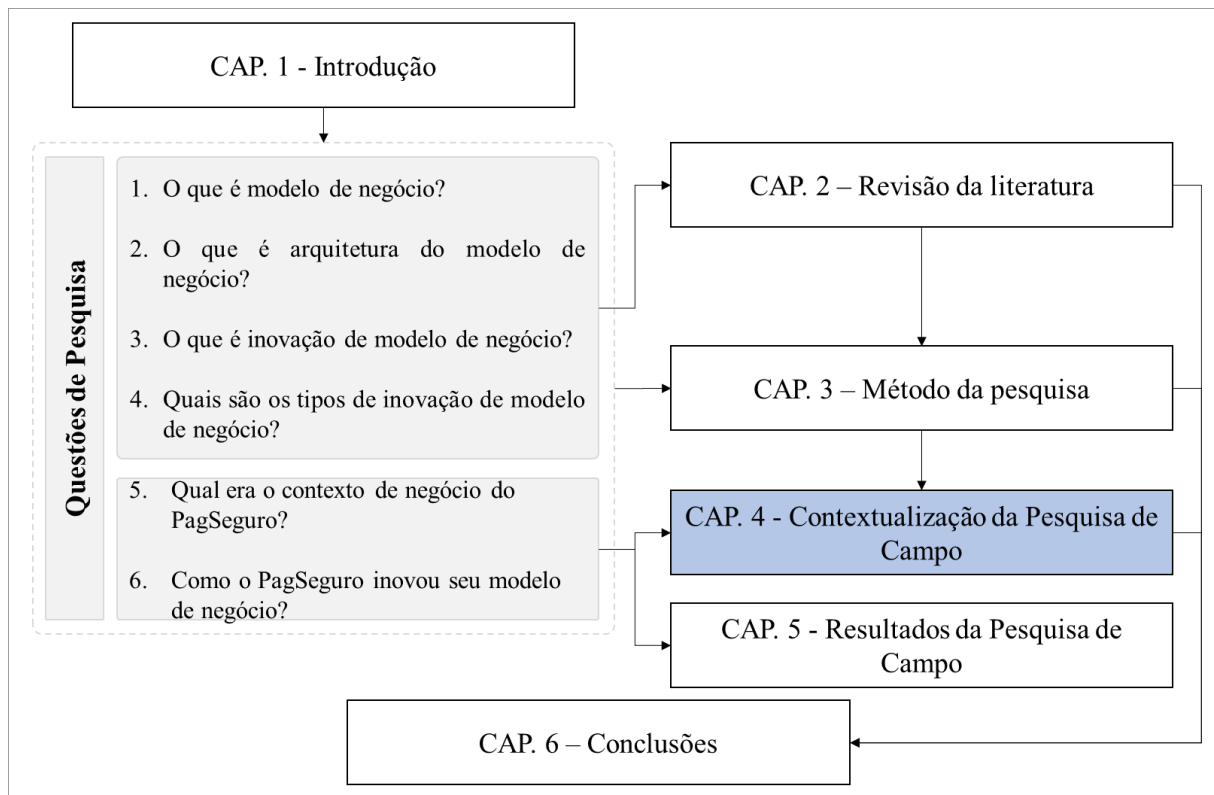 CAP. 1 - Introdução
Questões de Pesquisa
1. O que é modelo de negócio?
2. O que é arquitetura do modelo de
negócio?
3. O que é inovação de modelo de negócio?
4. Quais são os tipos de inovação de modelo
de negócio?
5. Qual era o contexto de negócio do
PagSeguro?
6. Como o PagSeguro inovou seu modelo
de negócio?
CAP. 2 – Revisão da literatura
CAP. 3 – Método da pesquisa
CAP. 4 - Contextualização da Pesquisa de
Campo
CAP. 5 - Resultados da Pesquisa de
Campo
CAP. 6 – Conclusões